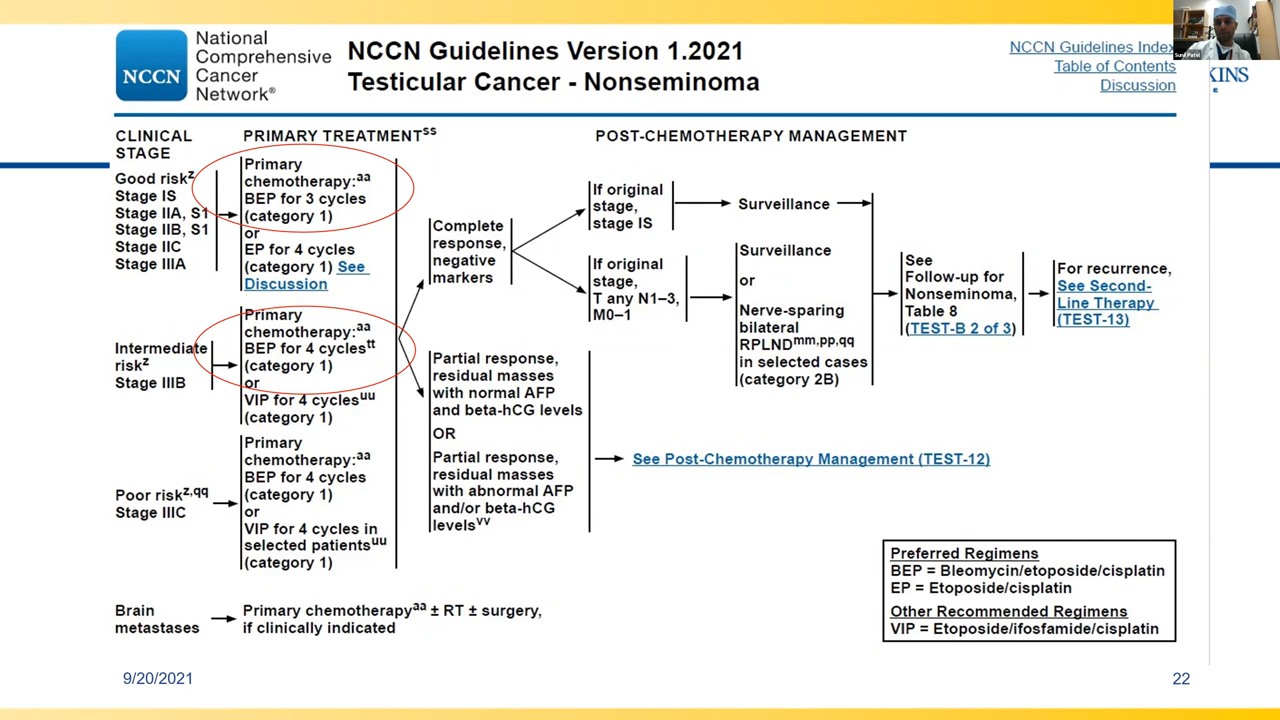 NCCN
National
Comprehensive
Cancer
Network®
NCCN Guidelines Version 1.2021
Testicular Cancer - Nonseminoma
NCCN Guidelines Index
Table of Contents
Discussion
Sunil Patel
KINS
E
CLINICAL
STAGE
PRIMARY TREATMENTss
POST-CHEMOTHERAPY MANAGEMENT
Good riskz
Stage IS
Stage IIA, S1
Stage IIB, S1
Stage IIC
Stage IIIA
Primary
chemotherapy:aa
BEP for 3 cycles
(category 1)
or
EP for 4 cycles
(category 1) See
Discussion
Intermediate
riskz
Stage IIIB
Primary
chemotherapy:aa
BEP for 4 cyclestt
(category 1)
or
VIP for 4 cyclesuu
(category 1)
Poor riskz,qq
Stage IIIC
Primary
chemotherapy:aa
BEP for 4 cycles
(category 1)
or
VIP for 4 cycles in
selected patientsuu
(category 1)
Brain
metastases
Primary chemotherapyaa ± RT ± surgery,
if clinically indicated
Complete
response,
negative
markers
Partial response,
residual masses
with normal AFP
and beta-hCG levels
OR
Partial response,
residual masses
with abnormal AFP
and/or beta-hCG
levelsvv
If original
stage,
stage IS
Surveillance
If original
stage,
T any N1–3,
M0–1
Surveillance
or
Nerve-sparing
bilateral
RPLNDmm,pp,qq
in selected cases
(category 2B)
See
Follow-up for
Nonseminoma,
Table 8
(TEST-B 2 of 3)
For recurrence,
See Second-
Line Therapy
(TEST-13)
See Post-Chemotherapy Management (TEST-12)
Preferred Regimens
BEP = Bleomycin/etoposide/cisplatin
EP = Etoposide/cisplatin
Other Recommended Regimens
VIP = Etoposide/ifosfamide/cisplatin
9/20/2021
22